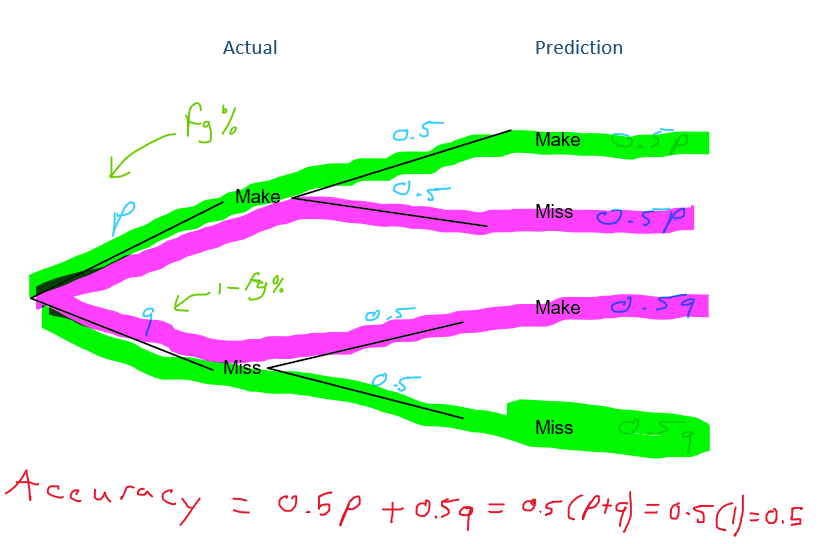 Actual Prediction
Fg%
0.5 Make 0.5p
Make 0.5
p Miss 0.5p
1-Fg%
q 0.5 Make 0.5q
Miss 0.5
Miss 0.5q
Accuracy = 0.5p + 0.5q = 0.5(p+q) = 0.5(1)=0.5